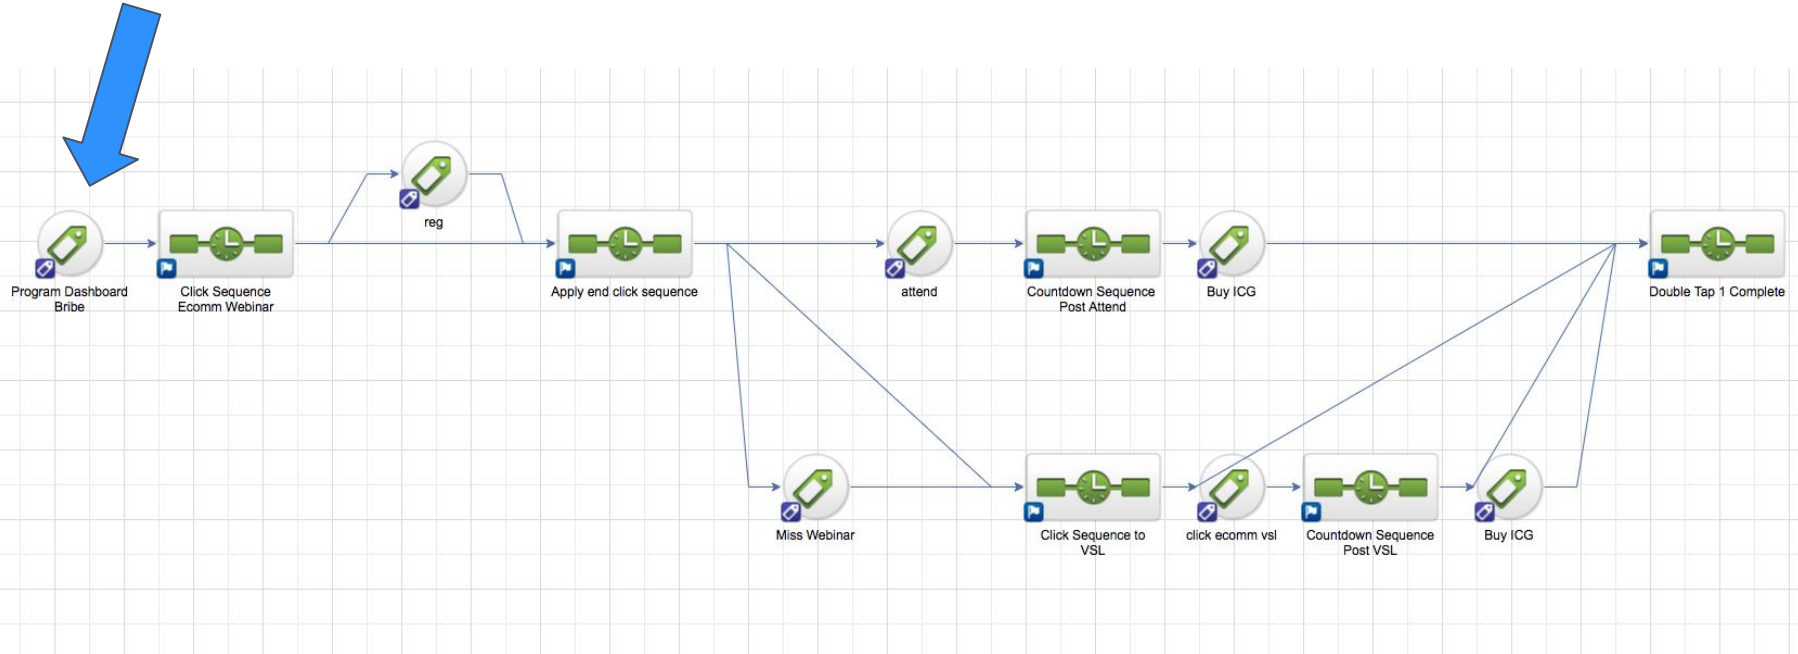 reg
Program Dashboard
Bribe
Click Sequence
Ecomm Webinar
Apply end click sequence
attend
Countdown Sequence
Post Attend
Buy ICG
Double Tap 1 Complete
Miss Webinar
Click Sequence to
VSL
click ecomm vsl
Countdown Sequence
Post VSL
Buy ICG